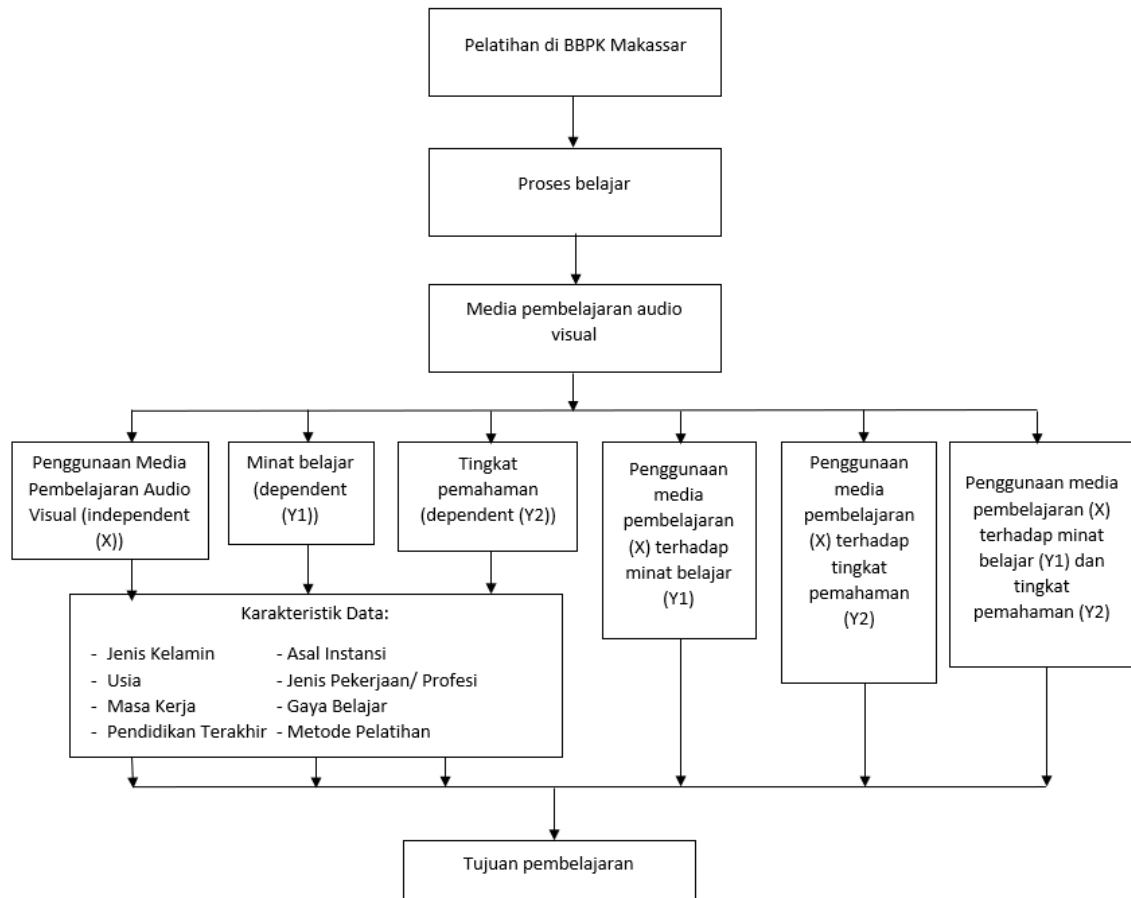 Pelatihan di BBPK Makassar
Proses belajar
Media pembelajaran audio
visual
Penggunaan Media
Pembelajaran Audio
Visual (independent
(X))
Minat belajar
(dependent
(Y1))
Tingkat
pemahaman
(dependent (Y2))
Penggunaan
media
pembelajaran
(X) terhadap
minat belajar
(Y1)
Penggunaan
media
pembelajaran
(X) terhadap
tingkat
pemahaman
(Y2)
Penggunaan media
pembelajaran (X)
terhadap minat
belajar (Y1) dan
tingkat
pemahaman (Y2)
Karakteristik Data:
- Jenis Kelamin
- Usia
- Masa Kerja
- Pendidikan Terakhir
- Asal Instansi
- Jenis Pekerjaan/ Profesi
- Gaya Belajar
- Metode Pelatihan
Tujuan pembelajaran